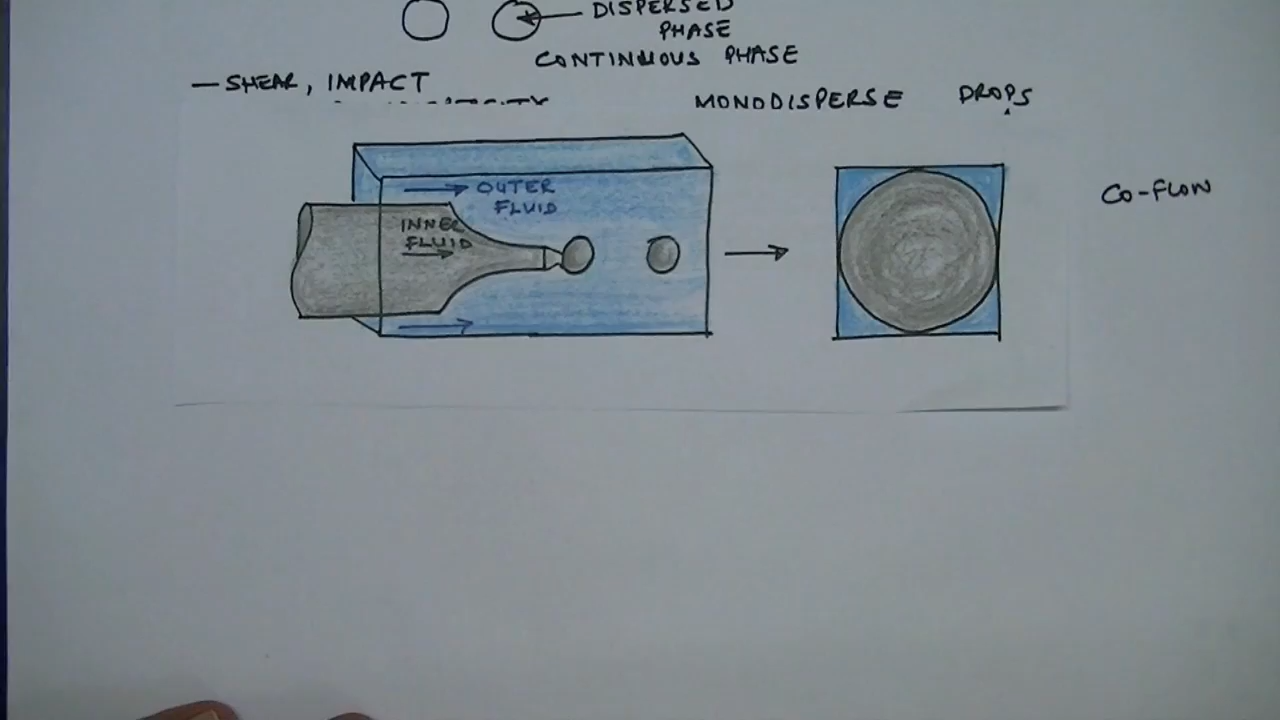 DISPERSED
PHASE
CONTINUOUS PHASE
— SHEAR, IMPACT
MONODISPERSE DROPS
OUTER
FLUID
INNER
FLUID
CO-FLOW